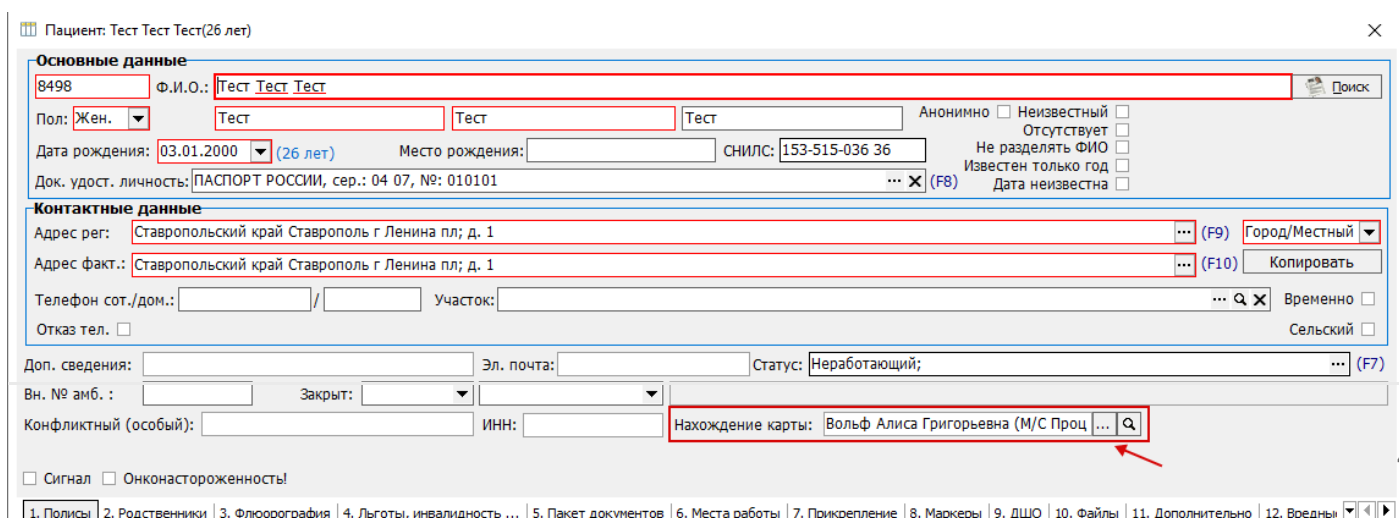 Пациент: Тест Тест Тест(26 лет)
Основные данные
8498 Ф.И.О.: Тест Тест Тест Поиск
Пол: Жен. Тест Тест Тест Анонимно Неизвестный
Отсутствует
Дата рождения: 03.01.2000 (26 лет) Место рождения: СНИЛС: 153-515-036 36 Не разделять ФИО
Известен только год
Док. удост. личность: ПАСПОРТ РОССИИ, сер.: 04 07, №: 010101 ... (F8) Дата неизвестна
Контактные данные
Адрес рег: Ставропольский край Ставрополь г Ленина пл; д. 1 ... (F9) Город/Местный
Адрес факт.: Ставропольский край Ставрополь г Ленина пл; д. 1 ... (F10) Копировать
Телефон сот./дом.: / Участок: ... Временно
Отказ тел. Сельский
Доп. сведения: Эл. почта: Статус: Неработающий; ... (F7)
Вн. № амб. : Закрыт:
Конфликтный (особый): ИНН: Нахождение карты: Вольф Алиса Григорьевна (М/С Проц ...
Сигнал Онконастороженность!
1. Полисы 2. Родственники 3. Флюорография 4. Льготы, инвалидность ... 5. Пакет документов 6. Места работы 7. Прикрепление 8. Маркеры 9. ДШО 10. Файлы 11. Дополнительно 12. Вредны